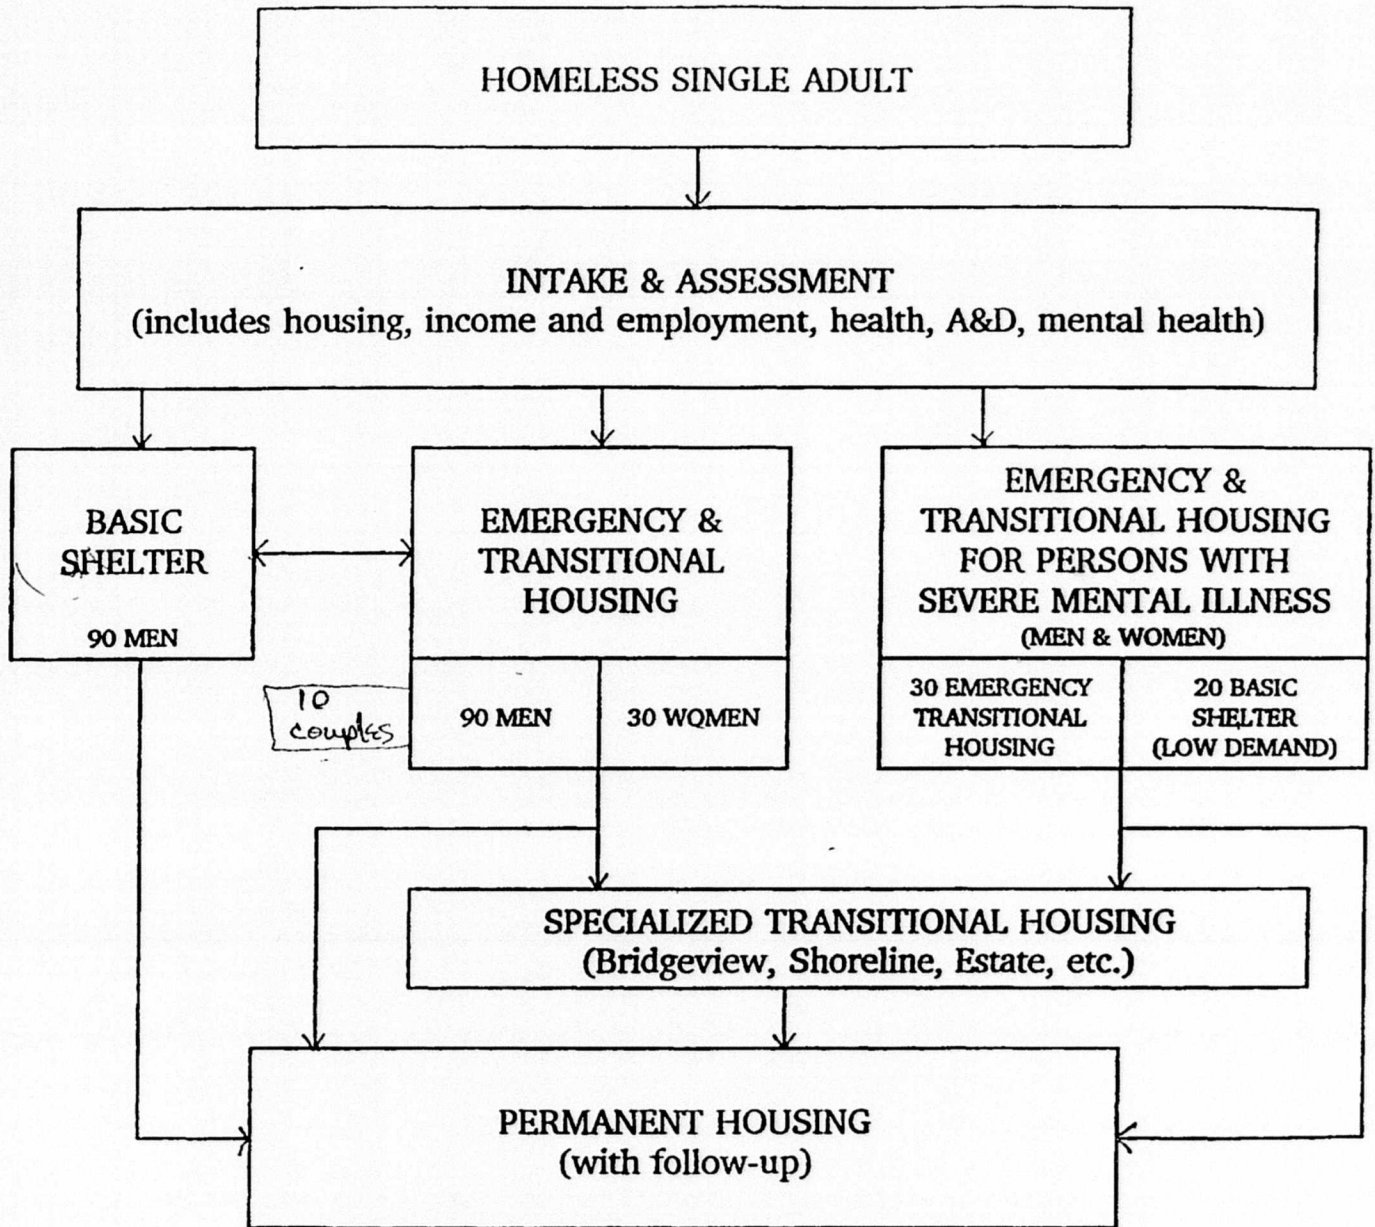 HOMELESS SINGLE ADULT
INTAKE & ASSESSMENT
(includes housing, income and employment, health, A&D, mental health)
BASIC
SHELTER
90 MEN
EMERGENCY &
TRANSITIONAL
HOUSING
90 MEN
30 WOMEN
10
couples
EMERGENCY &
TRANSITIONAL HOUSING
FOR PERSONS WITH
SEVERE MENTAL ILLNESS
(MEN & WOMEN)
30 EMERGENCY
TRANSITIONAL
HOUSING
20 BASIC
SHELTER
(LOW DEMAND)
SPECIALIZED TRANSITIONAL HOUSING
(Bridgeview, Shoreline, Estate, etc.)
PERMANENT HOUSING
(with follow-up)